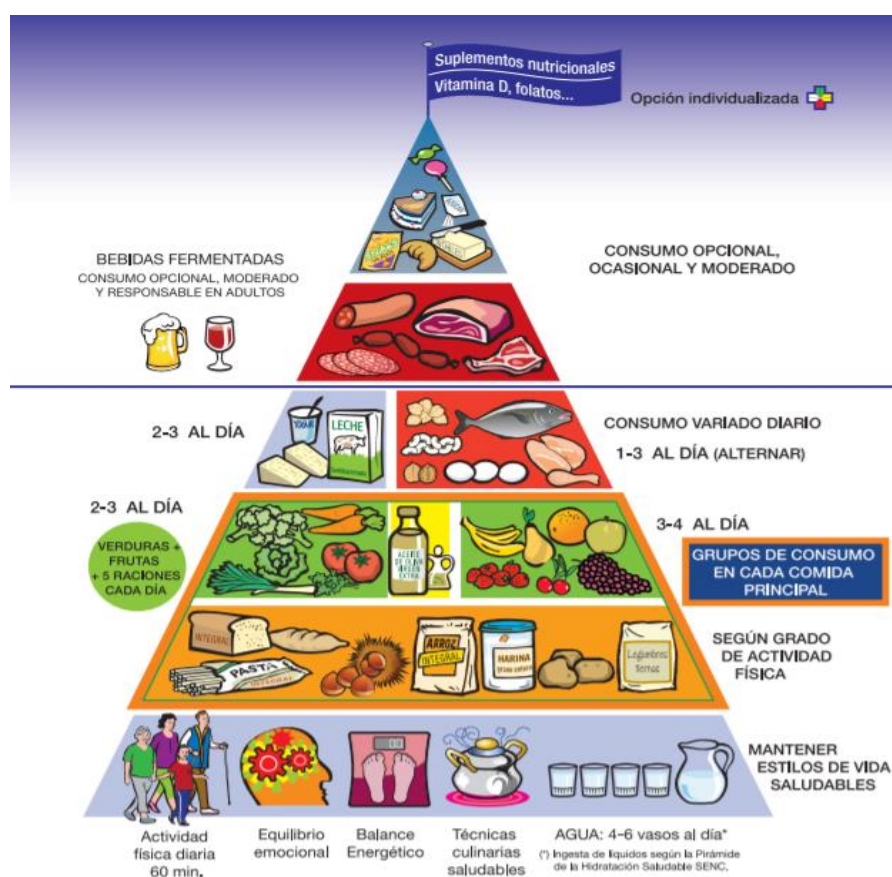 Suplementos nutricionales
Vitamina D, folatos...
Opción individualizada
BEBIDAS FERMENTADAS
CONSUMO OPCIONAL, MODERADO
Y RESPONSABLE EN ADULTOS
CONSUMO OPCIONAL,
OCASIONAL Y MODERADO
2-3 AL DÍA
YOGUR
LECHE
CONSUMO VARIADO DIARIO
1-3 AL DÍA (ALTERNAR)
2-3 AL DÍA
VERDURAS +
FRUTAS
+ 5 RACIONES
CADA DÍA
ACEITE
DE OLIVA
VIRGEN
EXTRA
3-4 AL DÍA
GRUPOS DE CONSUMO
EN CADA COMIDA
PRINCIPAL
INTEGRAL
PASTA
INTEGRAL
ARROZ
INTEGRAL
HARINA
Legumbres
tiernas
SEGÚN GRADO
DE ACTIVIDAD
FÍSICA
MANTENER
ESTILOS DE VIDA
SALUDABLES
Actividad
física diaria
60 min.
Equilibrio
emocional
Balance
Energético
Técnicas
culinarias
saludables
AGUA: 4-6 vasos al día*
(*) Ingesta de líquidos según la Pirámide
de la Hidratación Saludable SENC.